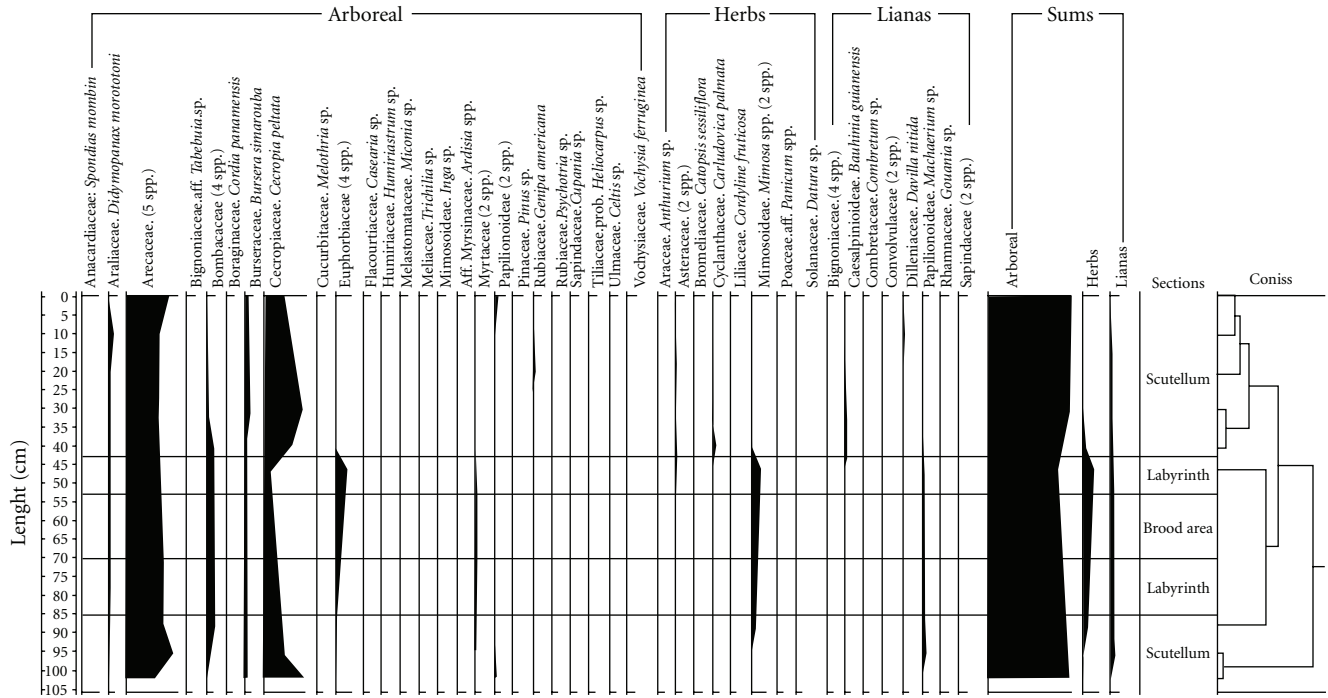 Arboreal
Herbs
Lianas
Sums
Anacardiaceae. Spondias mombin
Araliaceae. Didymopanax morototoni
Arecaceae (5 spp.)
Bignoniaceae.aff. Tabebuia.sp.
Bombacaceae (4 spp.)
Boraginaceae. Cordia panamensis
Burseraceae. Bursera simarouba
Cecropiaceae. Cecropia peltata
Cucurbitaceae. Melothria sp.
Euphorbiaceae (4 spp.)
Flacourtiaceae. Casearia sp.
Humiriaceae. Humiriastrum sp.
Melastomataceae. Miconia sp.
Meliaceae. Trichilia sp.
Mimosoideae. Inga sp.
Aff. Myrsinaceae. Ardisia spp.
Myrtaceae (2 spp.)
Papilionoideae (2 spp.)
Pinaceae. Pinus sp.
Rubiaceae.Genipa americana
Rubiaceae.Psychotria sp.
Sapindaceae.Cupania sp.
Tiliaceae.prob. Heliocarpus sp.
Ulmaceae. Celtis sp.
Vochysiaceae. Vochysia ferruginea
Araceae. Anthurium sp.
Asteraceae. (2 spp.)
Bromeliaceae. Catopsis sessiliflora
Cyclanthaceae. Carludovica palmata
Liliaceae. Cordyline fruticosa
Mimosoideae. Mimosa spp. (2 spp.)
Poaceae.aff. Panicum spp.
Solanaceae. Datura sp.
Bignoniaceae.(4 spp.)
Caesalpinioideae. Bauhinia guianensis
Combretaceae.Combretum sp.
Convolvulaceae (2 spp.)
Dilleniaceae. Davilla nitida
Papilionoideae. Machaerium sp.
Rhamnaceae. Gouania sp.
Sapindaceae (2 spp.)
Arboreal
Herbs
Lianas
Sections
Coniss
Lenght (cm)
0
5
10
15
20
25
30
35
40
45
50
55
60
65
70
75
80
85
90
95
100
105
Scutellum
Labyrinth
Brood area
Labyrinth
Scutellum